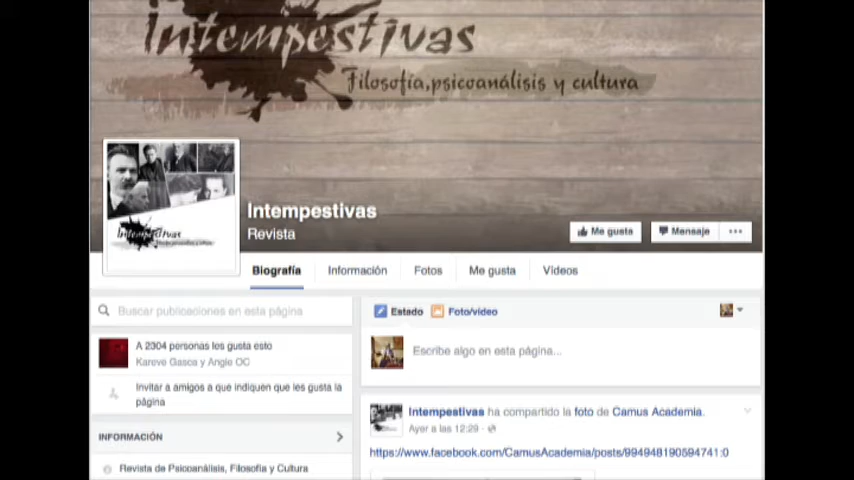 Intempestivas
Filosofía, psicoanálisis y cultura
Intempestivas
Intempestivas
Revista
Me gusta
Mensaje
Biografía
Información
Fotos
Me gusta
Vídeos
Buscar publicaciones en esta página
A 2304 personas les gusta esto
Kareve Gasca y Angie OC
Invitar a amigos a que indiquen que les gusta la
página
INFORMACIÓN
Revista de Psicoanálisis, Filosofía y Cultura
Estado
Foto/vídeo
Escribe algo en esta página...
Intempestivas ha compartido la foto de Camus Academia.
Ayer a las 12:29 ·
https://www.facebook.com/CamusAcademia/posts/994948190594741:0